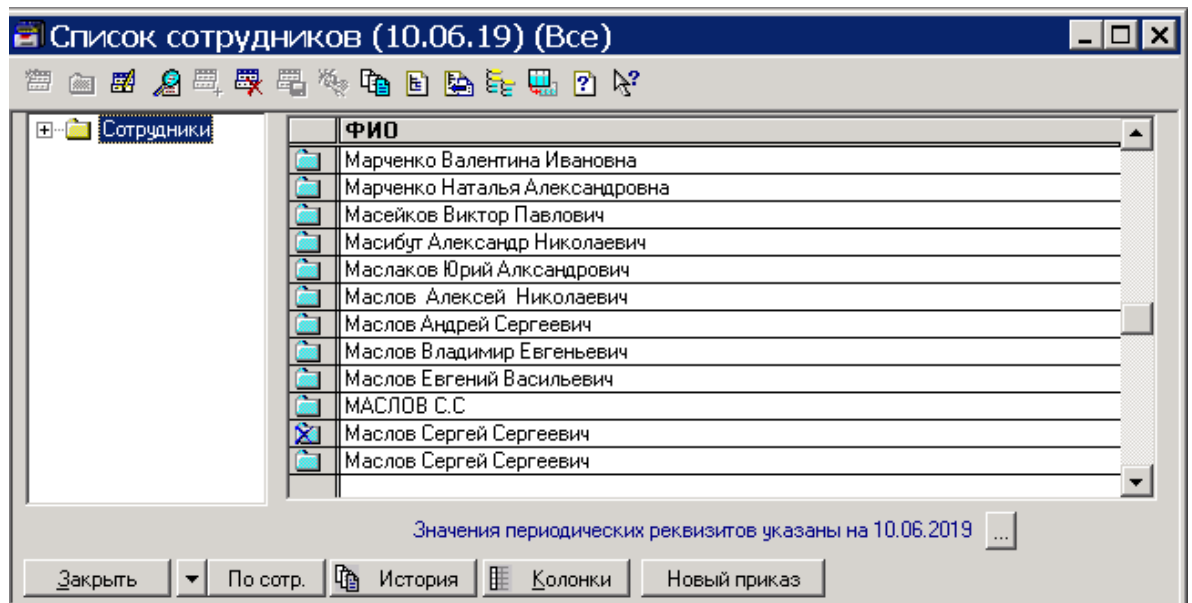 Список сотрудников (10.06.19) (Все)
Сотрудники
ФИО
Марченко Валентина Ивановна
Марченко Наталья Александровна
Масейков Виктор Павлович
Масибут Александр Николаевич
Маслаков Юрий Алксандрович
Маслов Алексей Николаевич
Маслов Андрей Сергеевич
Маслов Владимир Евгеньевич
Маслов Евгений Васильевич
МАСЛОВ С.С
Маслов Сергей Сергеевич
Маслов Сергей Сергеевич
Значения периодических реквизитов указаны на 10.06.2019 ...
Закрыть По сотр. История Колонки Новый приказ